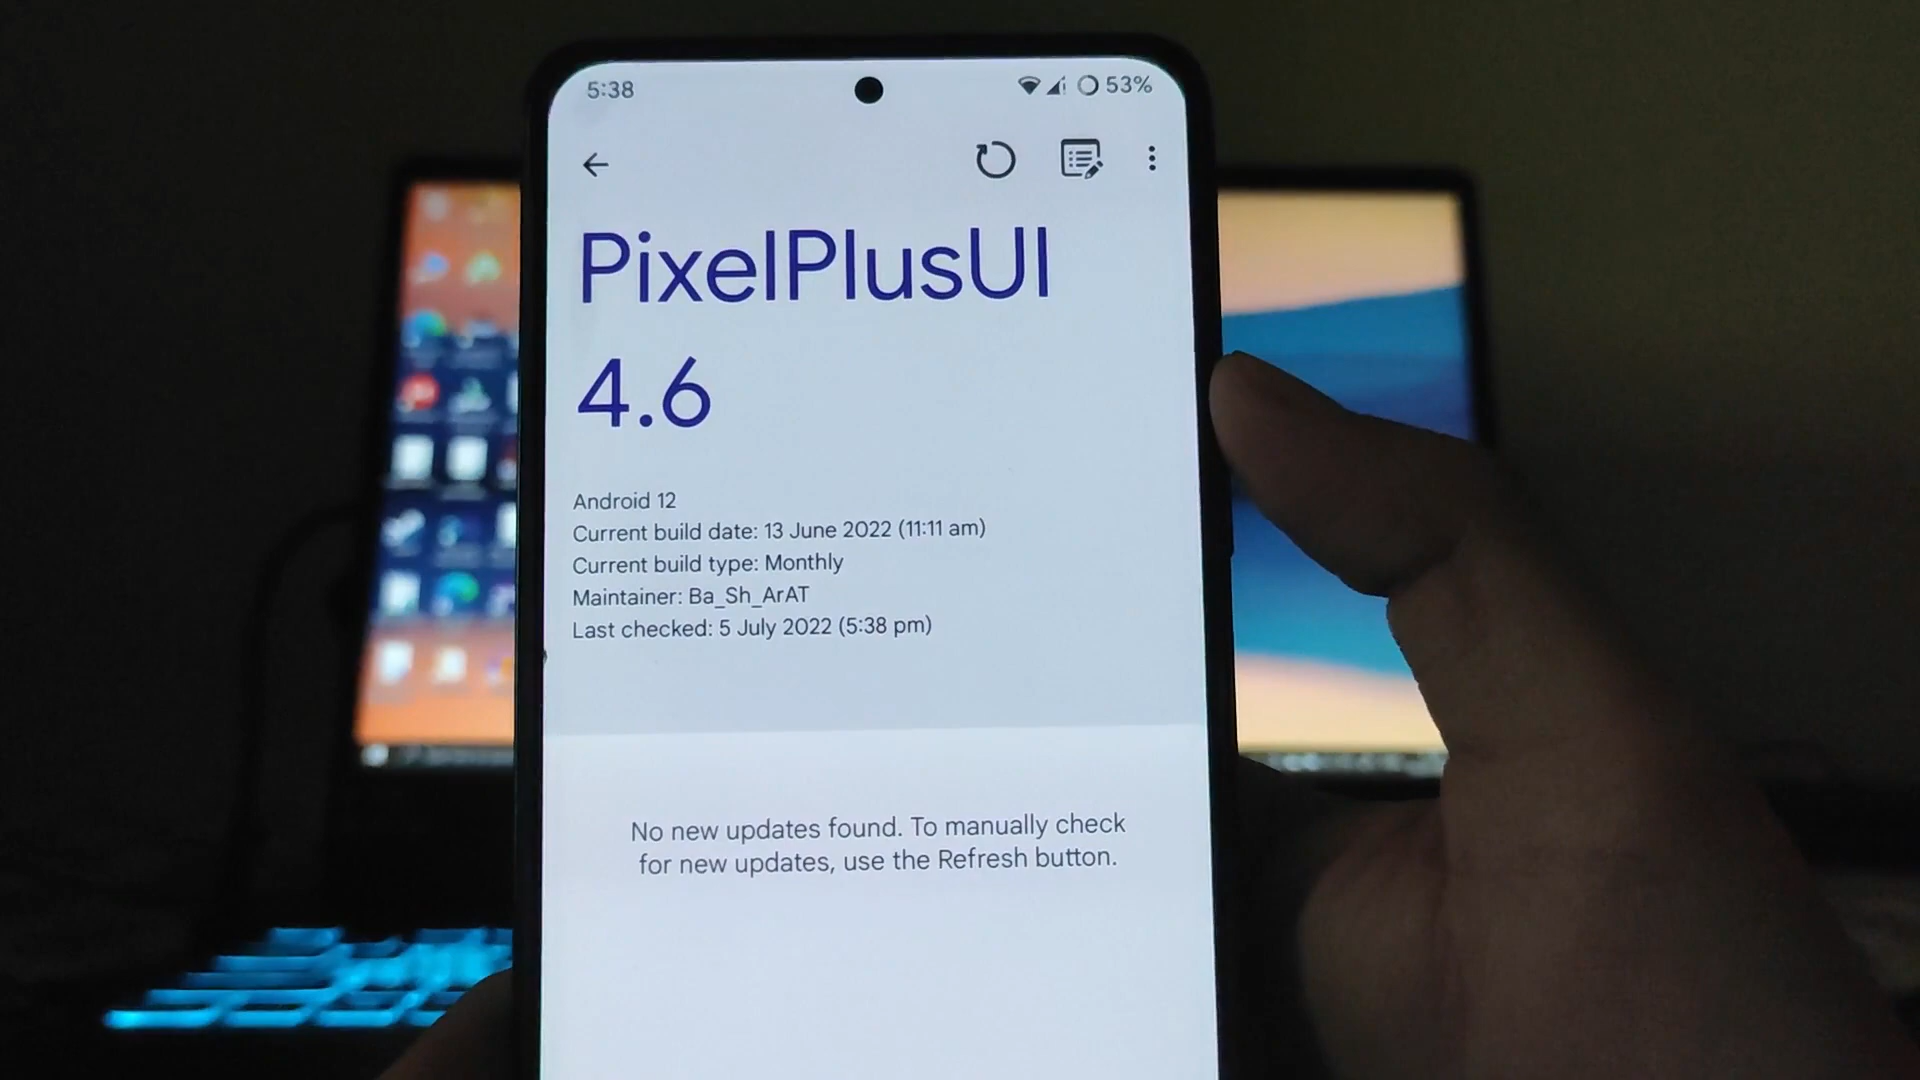 5:38
53%
PixelPlusUI
4.6
Android 12
Current build date: 13 June 2022 (11:11 am)
Current build type: Monthly
Maintainer: Ba_Sh_ArAT
Last checked: 5 July 2022 (5:38 pm)
No new updates found. To manually check
for new updates, use the Refresh button.